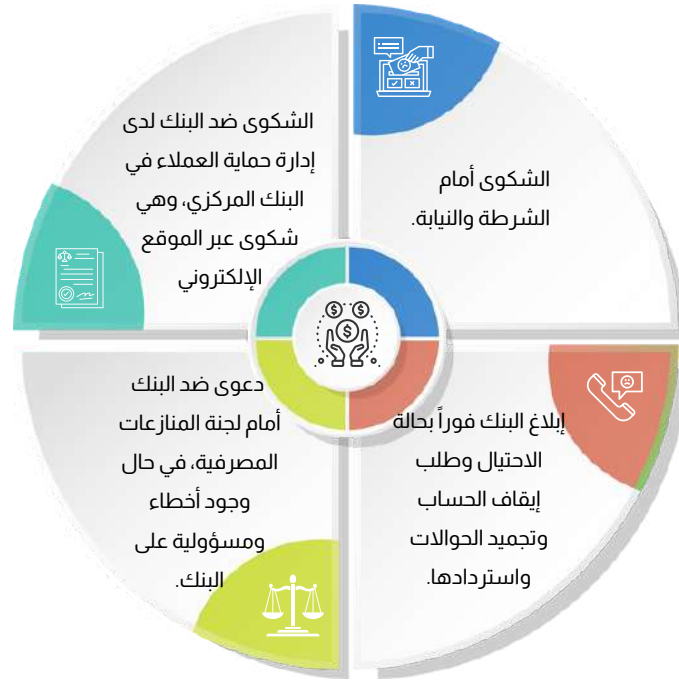 الشكوى أمام
الشرطة والنيابة.
الشكوى ضد البنك لدى
إدارة حماية العملاء في
البنك المركزي، وهي
شكوى عبر الموقع
الإلكتروني
إبلاغ البنك فوراً بحالة
الاحتيال وطلب
إيقاف الحساب
وتجميد الحوالات
واستردادها.
دعوى ضد البنك
أمام لجنة المنازعات
المصرفية، في حال
وجود أخطاء
ومسؤولية على
البنك.